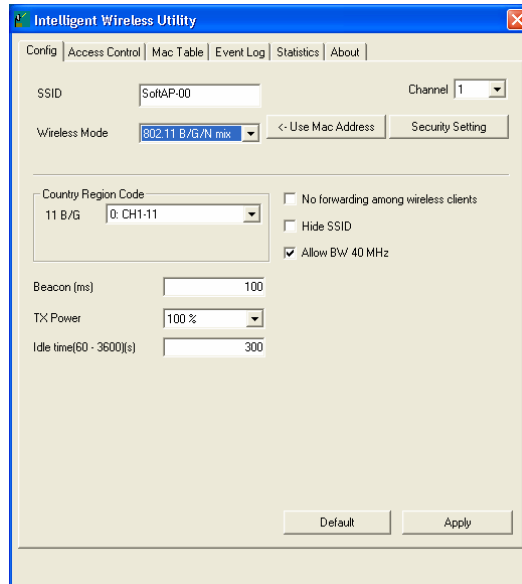 Intelligent Wireless Utility
Config Access Control Mac Table Event Log Statistics About
SSID SoftAP-00 Channel 1
Wireless Mode 802.11 B/G/N mix <- Use Mac Address Security Setting
Country Region Code
11 B/G 0: CH1-11
No forwarding among wireless clients
Hide SSID
Allow BW 40 MHz
Beacon (ms) 100
TX Power 100 %
Idle time(60 - 3600)(s) 300
Default Apply